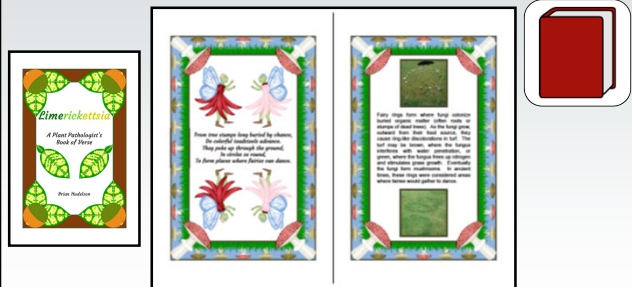 Limerickettsia
A Plant Pathologist's
Book of Verse
Brian Hudelson
From tree stumps long buried by chance,
Do colorful toadstools advance.
They poke up through the ground,
In circles so round,
To form places where fairies can dance.
Fairy rings form where fungi colonize
buried organic matter (often roots or
stumps of dead trees). As the fungi grow,
outward from their food source, they
cause ring-like discolorations in turf. The
turf may be brown, where the fungus
interferes with water penetration, or
green, where the fungus frees up nitrogen
and stimulates grass growth. Eventually
the fungi form mushrooms. In ancient
times, these rings were considered areas
where fairies would gather to dance.